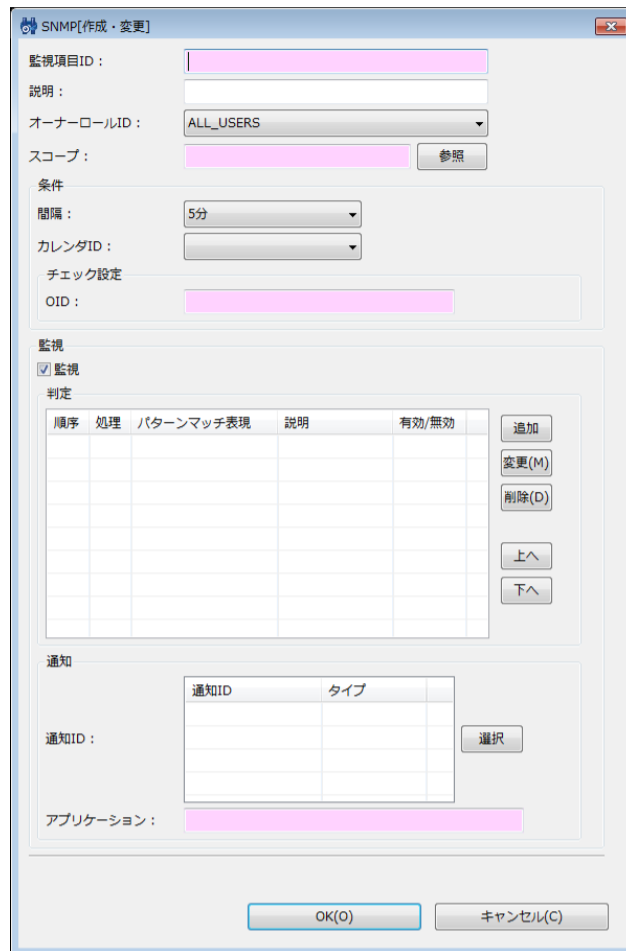 SNMP[作成・変更]
監視項目ID：
説明：
オーナーロールID： ALL_USERS
スコープ： 参照
条件
間隔： 5分
カレンダID：
チェック設定
OID：
監視
監視
判定
順序 処理 パターンマッチ表現 説明 有効/無効
追加
変更(M)
削除(D)
上へ
下へ
通知
通知ID タイプ
通知ID： 選択
アプリケーション：
OK(O) キャンセル(C)